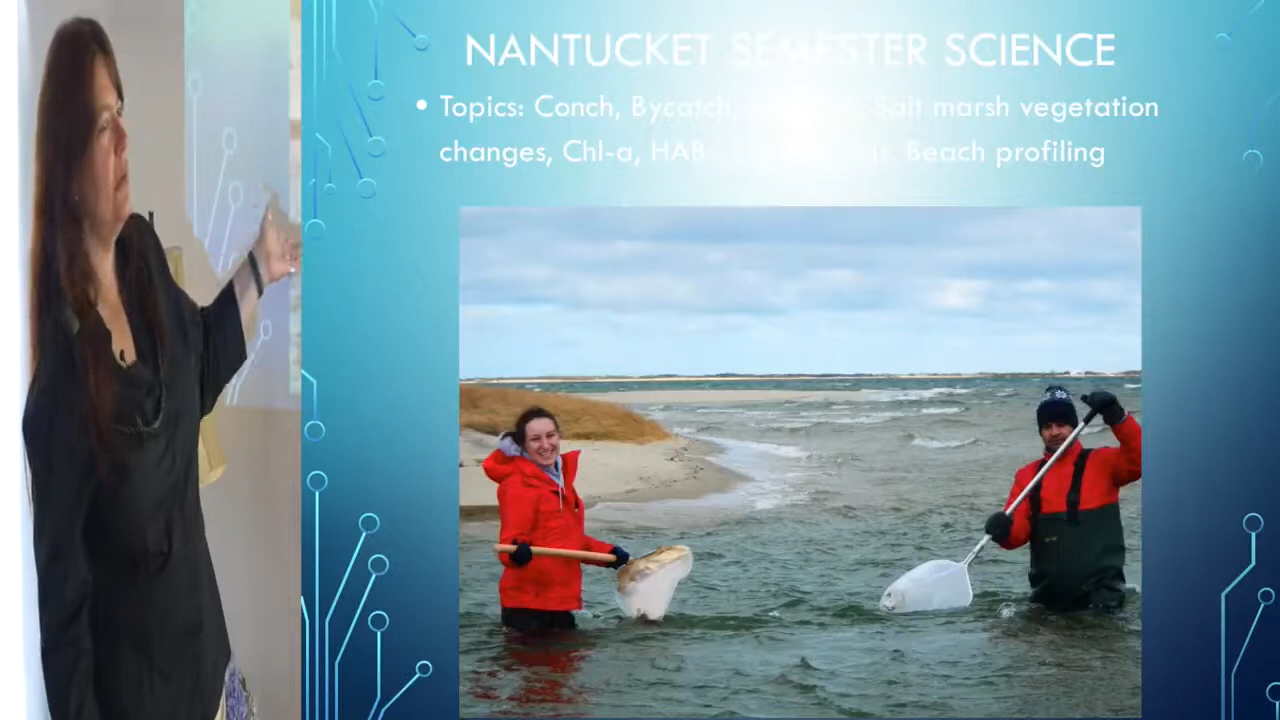 NANTUCKET SEMESTER SCIENCE
• Topics: Conch, Bycatch, Salt marsh vegetation
changes, Chl-a, HAB Beach profiling